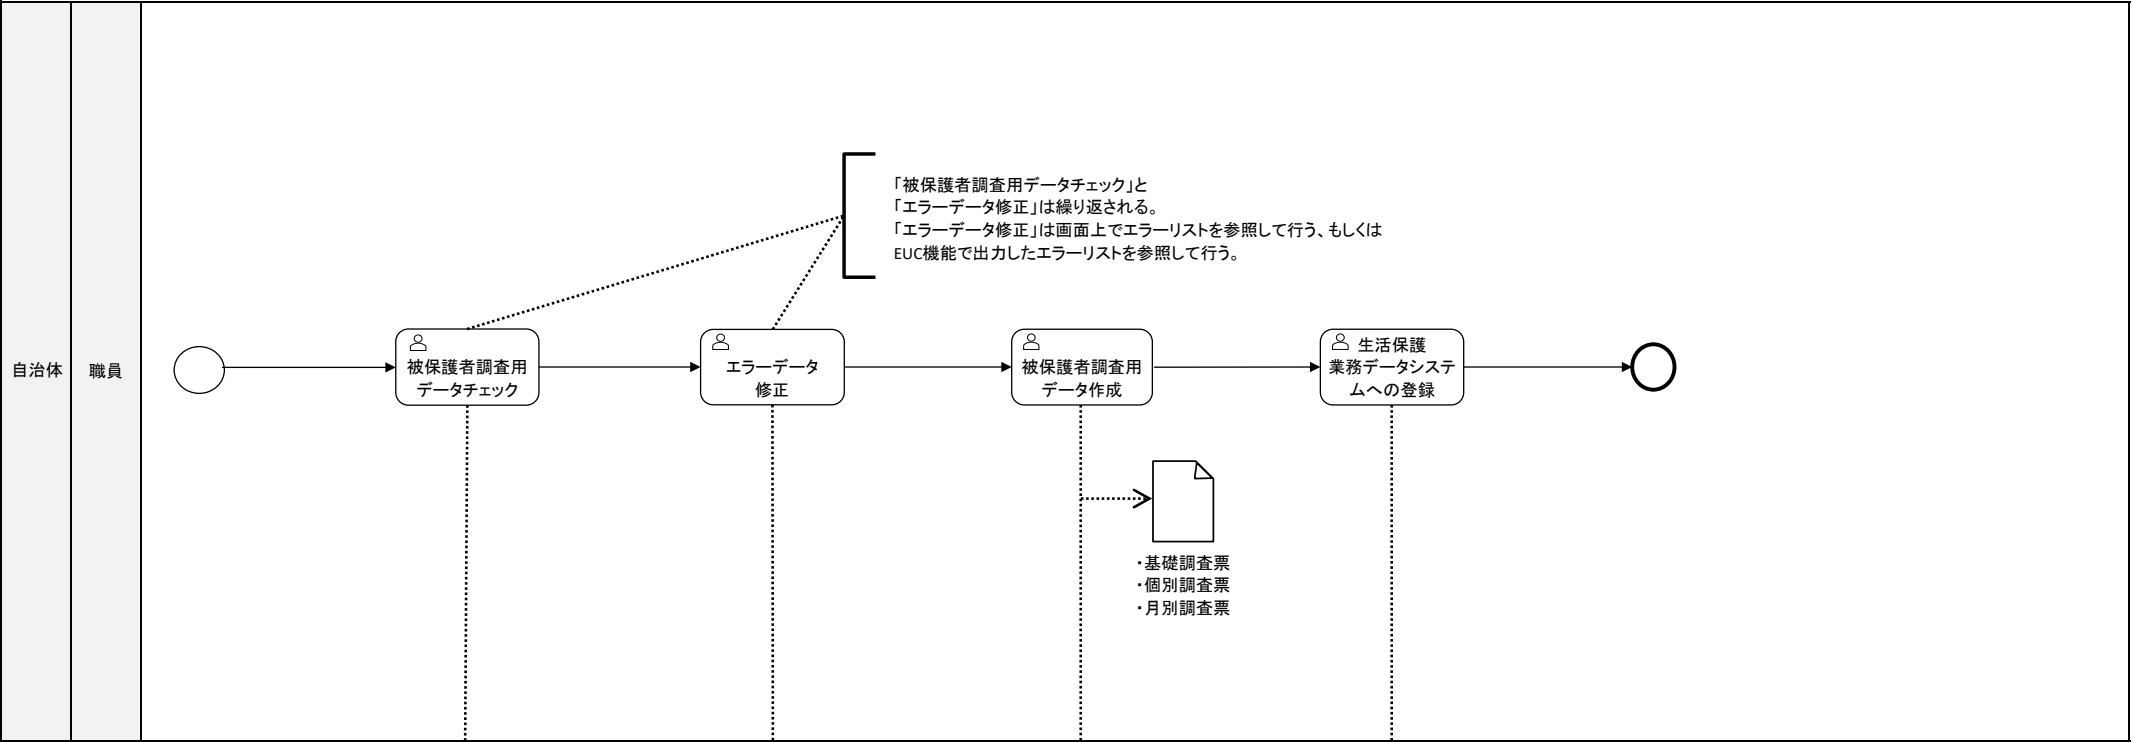 自治体
職員
「被保護者調査用データチェック」と
「エラーデータ修正」は繰り返される。
「エラーデータ修正」は画面上でエラーリストを参照して行う、もしくは
EUC機能で出力したエラーリストを参照して行う。
被保護者調査用
データチェック
エラーデータ
修正
被保護者調査用
データ作成
生活保護
業務データシステ
ムへの登録
・基礎調査票
・個別調査票
・月別調査票